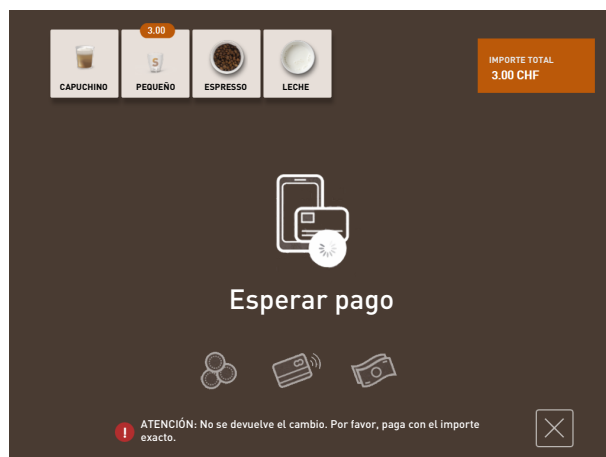 3.00
S
CAPUCHINO
PEQUEÑO
ESPRESSO
LECHE
IMPORTE TOTAL
3.00 CHF
Esperar pago
! ATENCIÓN: No se devuelve el cambio. Por favor, paga con el importe
exacto.